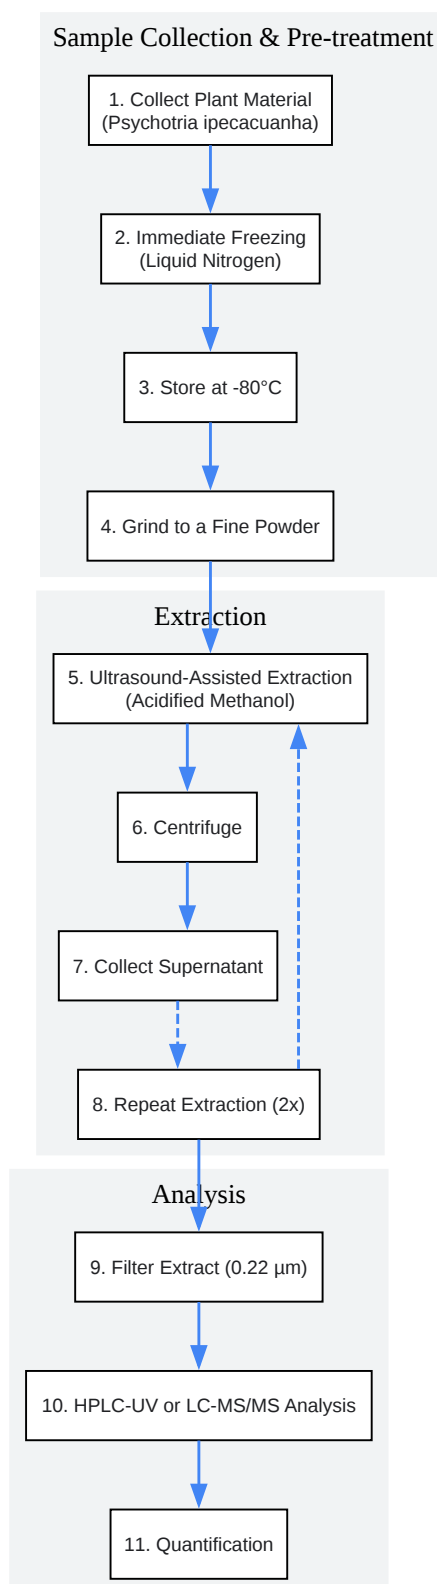 Sample Collection & Pre-treatment
1. Collect Plant Material
(Psychotria ipecacuanha)
2. Immediate Freezing
(Liquid Nitrogen)
3. Store at -80°C
4. Grind to a Fine Powder
Extraction
5. Ultrasound-Assisted Extraction
(Acidified Methanol)
6. Centrifuge
7. Collect Supernatant
8. Repeat Extraction (2x)
Analysis
9. Filter Extract (0.22 µm)
10. HPLC-UV or LC-MS/MS Analysis
11. Quantification